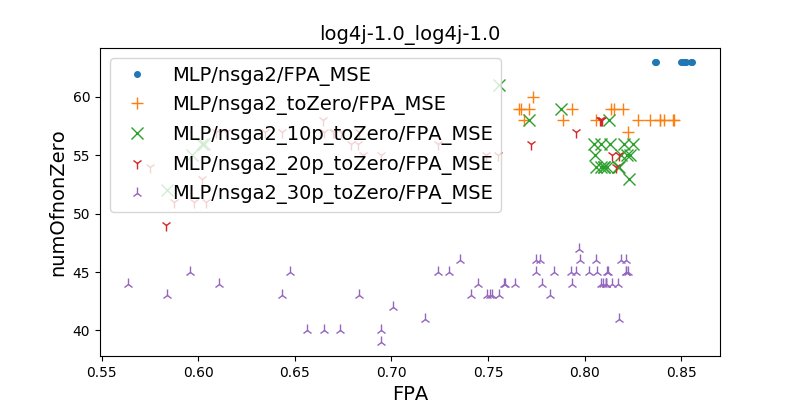 log4j-1.0_log4j-1.0
MLP/nsga2/FPA_MSE
MLP/nsga2_toZero/FPA_MSE
MLP/nsga2_10p_toZero/FPA_MSE
MLP/nsga2_20p_toZero/FPA_MSE
MLP/nsga2_30p_toZero/FPA_MSE
numOfnonZero
60
55
50
45
40
0.55 0.60 0.65 0.70 0.75 0.80 0.85
FPA